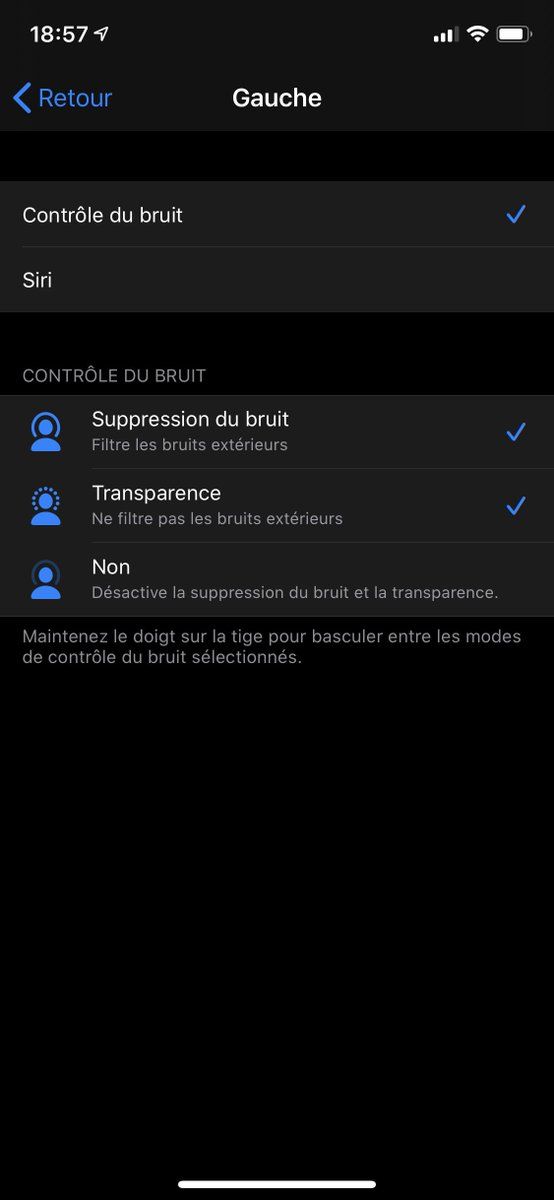 18:57
Retour
Gauche
Contrôle du bruit
Siri
CONTRÔLE DU BRUIT
Suppression du bruit
Filtre les bruits extérieurs
Transparence
Ne filtre pas les bruits extérieurs
Non
Désactive la suppression du bruit et la transparence.
Maintenez le doigt sur la tige pour basculer entre les modes
de contrôle du bruit sélectionnés.